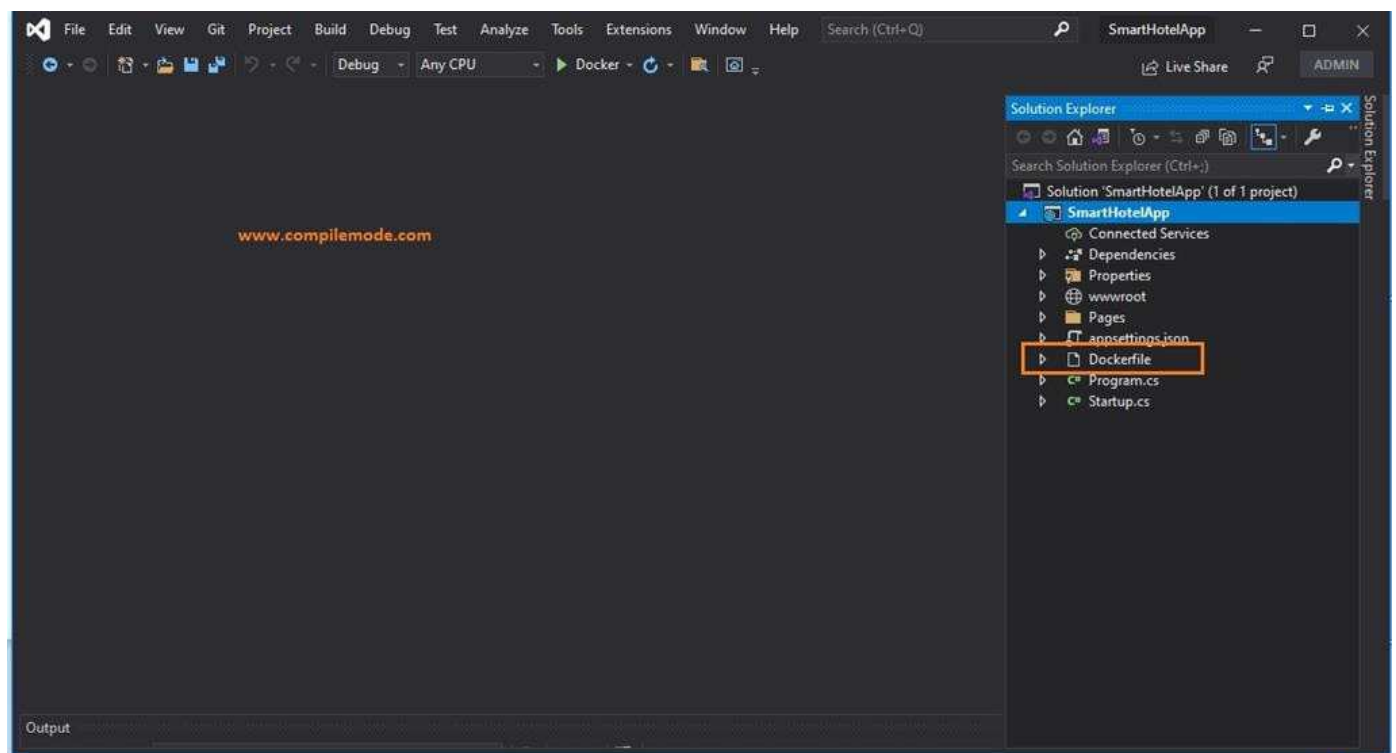 File Edit View Git Project Build Debug Test Analyze Tools Extensions Window Help Search (Ctrl+Q) SmartHotelApp
Debug Any CPU Docker Live Share ADMIN
Solution Explorer
Search Solution Explorer (Ctrl+;)
Solution 'SmartHotelApp' (1 of 1 project)
SmartHotelApp
Connected Services
Dependencies
Properties
wwwroot
Pages
appsettings.json
Dockerfile
C# Program.cs
C# Startup.cs
Solution Explorer
www.compilemode.com
Output